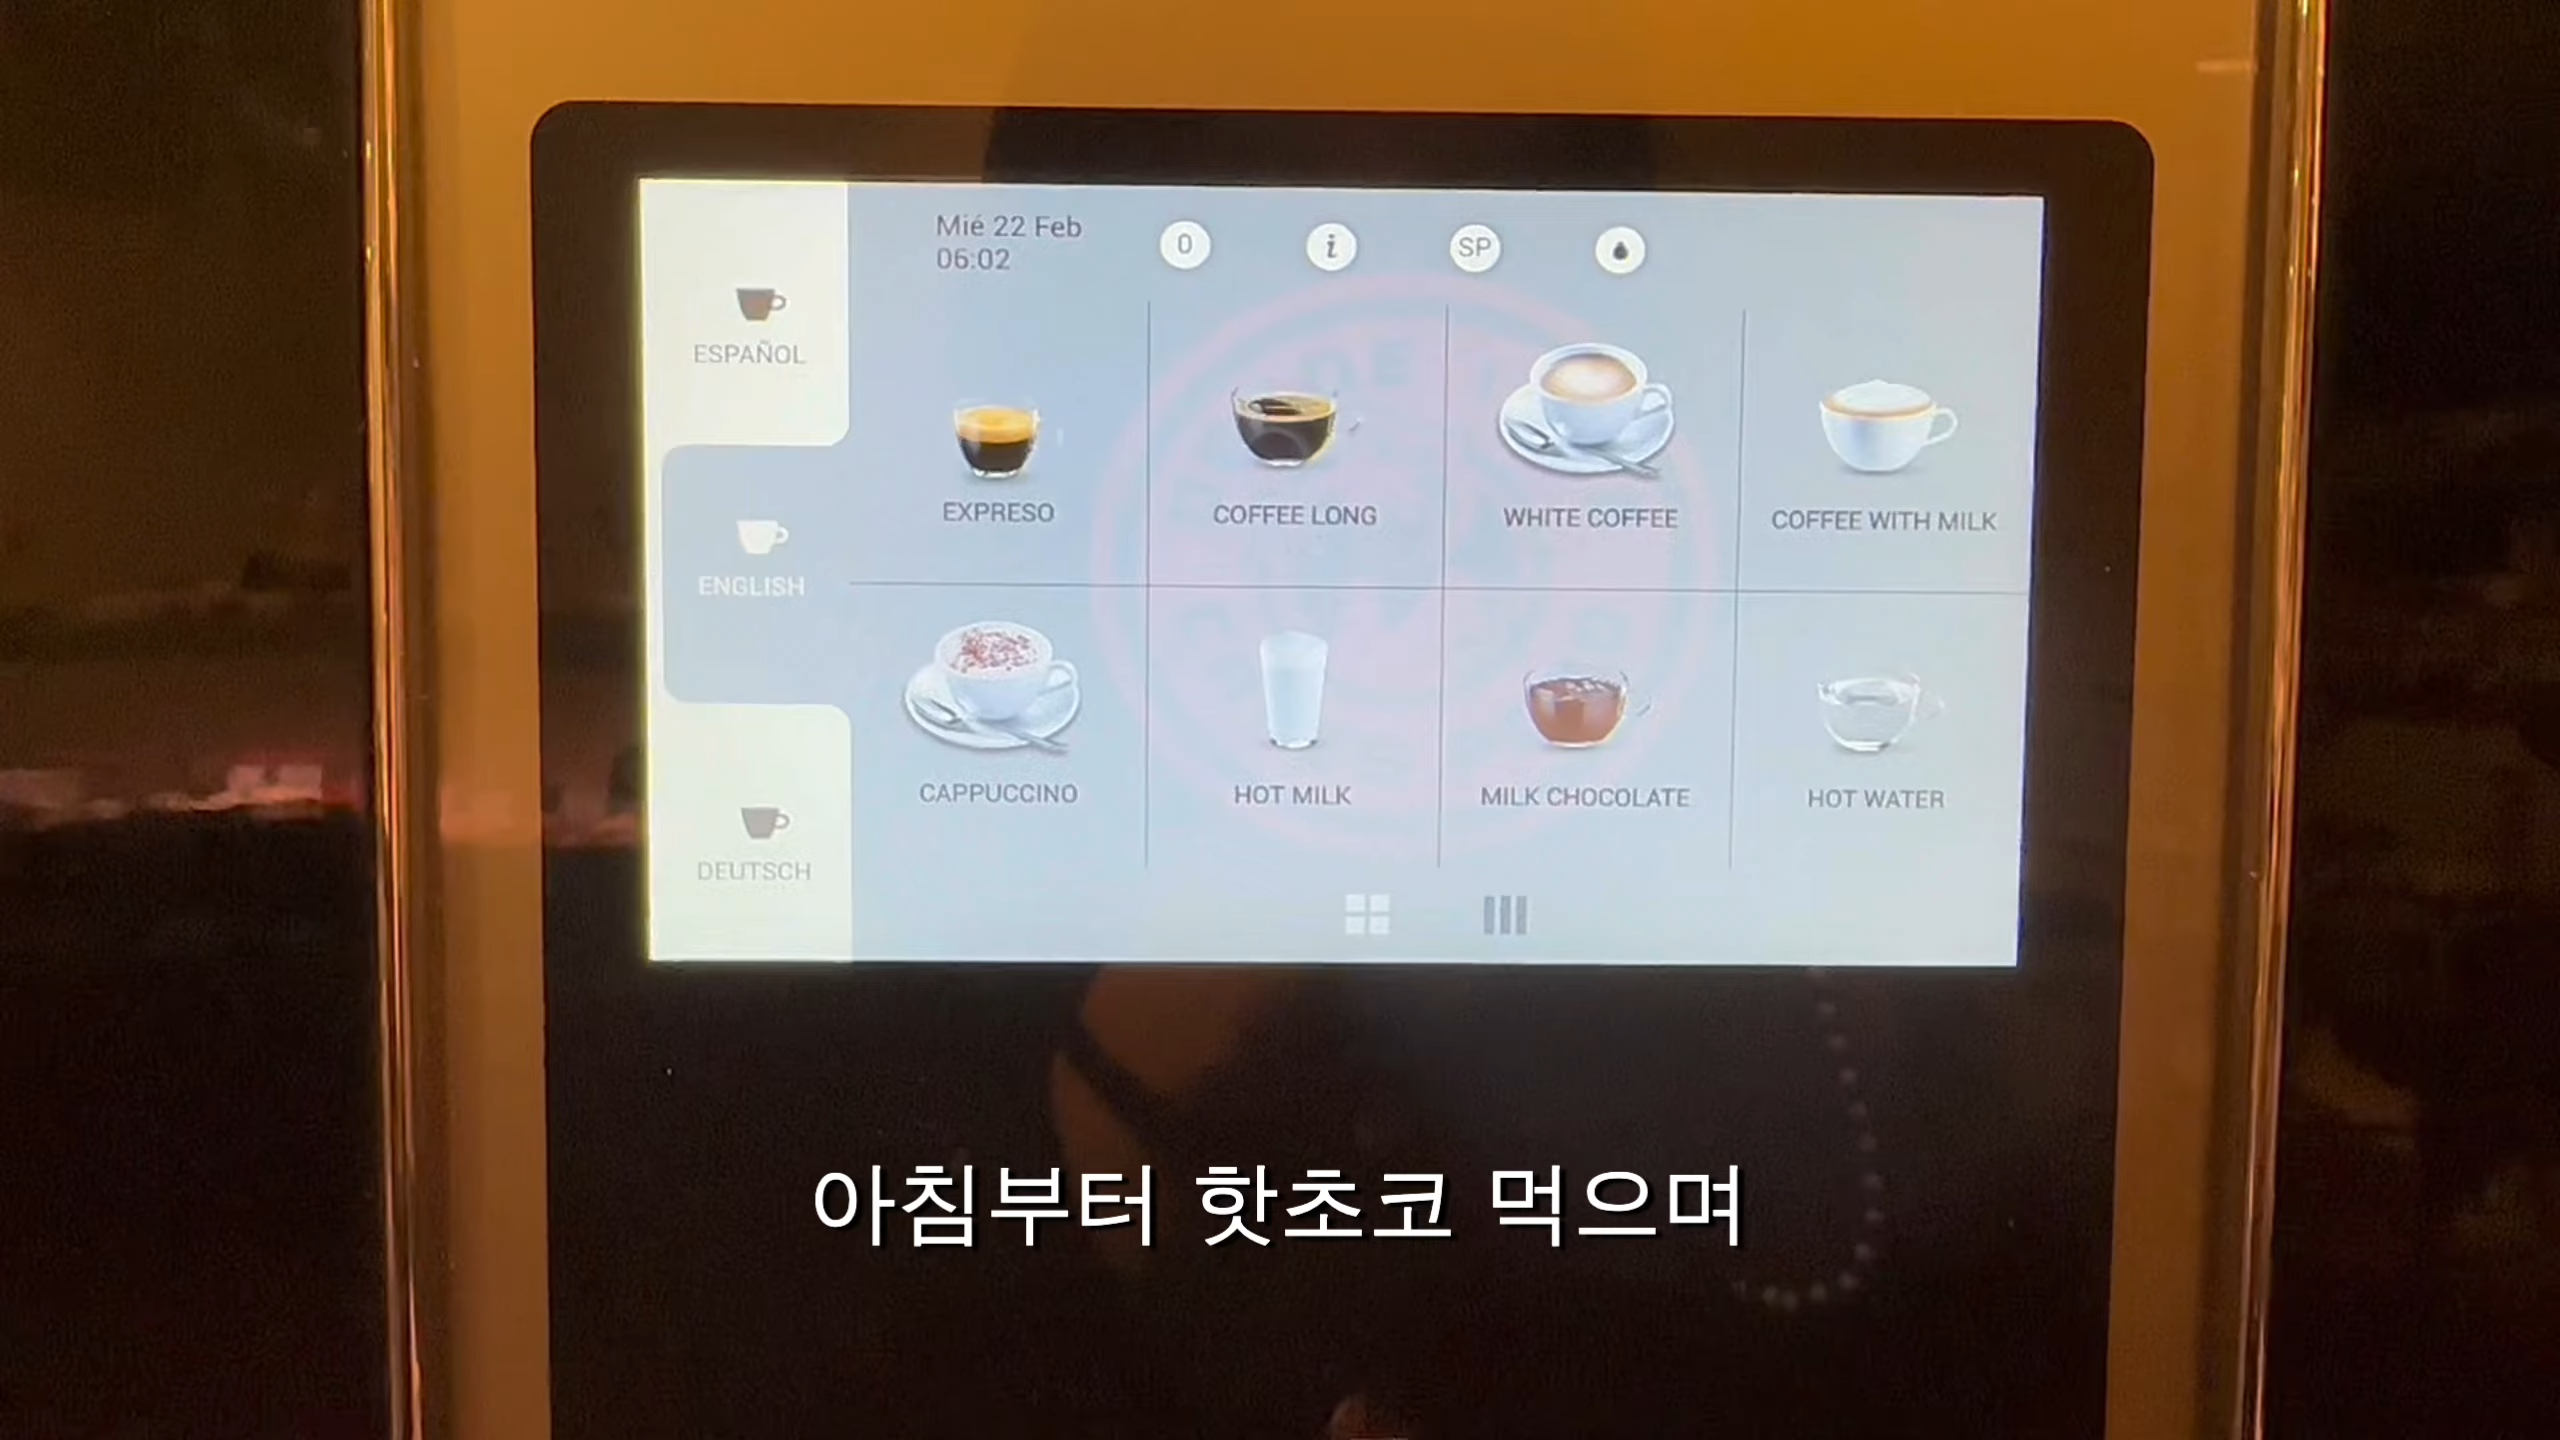 Mié 22 Feb
06:02
0
i
SP
ESPAÑOL
ENGLISH
DEUTSCH
EXPRESO
COFFEE LONG
WHITE COFFEE
COFFEE WITH MILK
CAPPUCCINO
HOT MILK
MILK CHOCOLATE
HOT WATER
아침부터 핫초코 먹으며